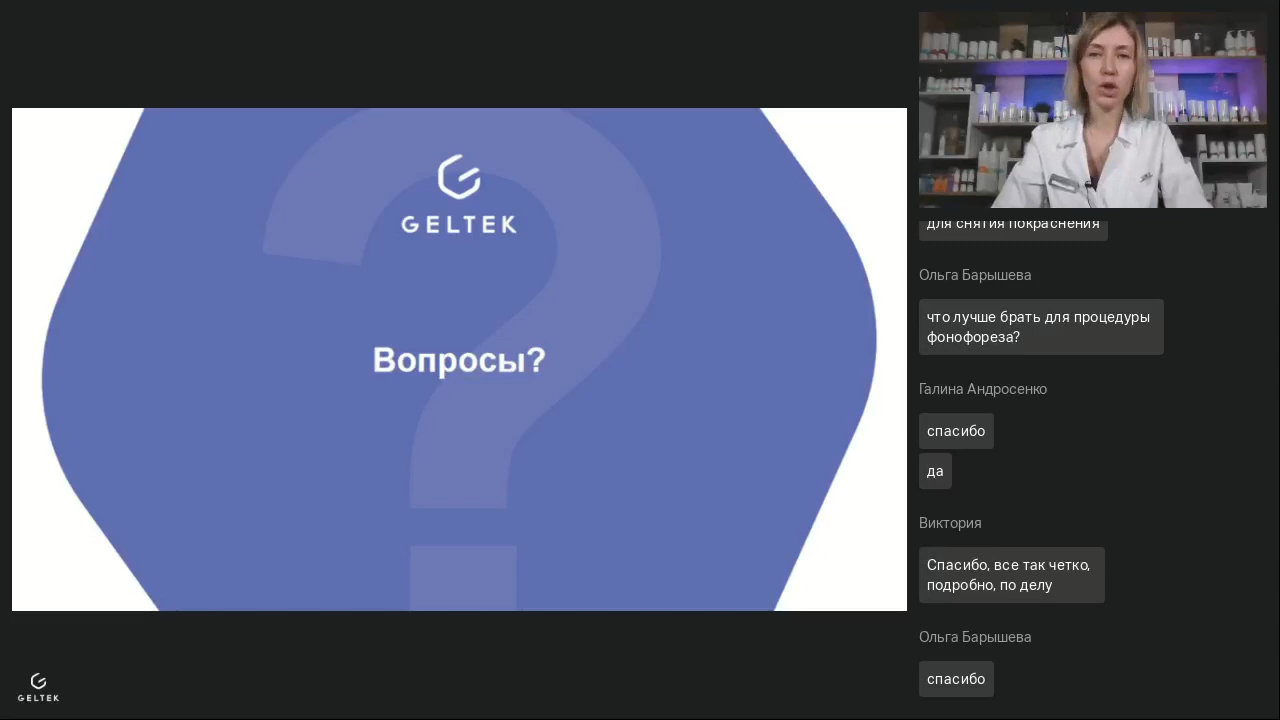 GELTEK
Вопросы?
GELTEK
для снятия покраснения
Ольга Барышева
что лучше брать для процедуры
фонофореза?
Галина Андросенко
спасибо
да
Виктория
Спасибо, все так четко,
подробно, по делу
Ольга Барышева
спасибо